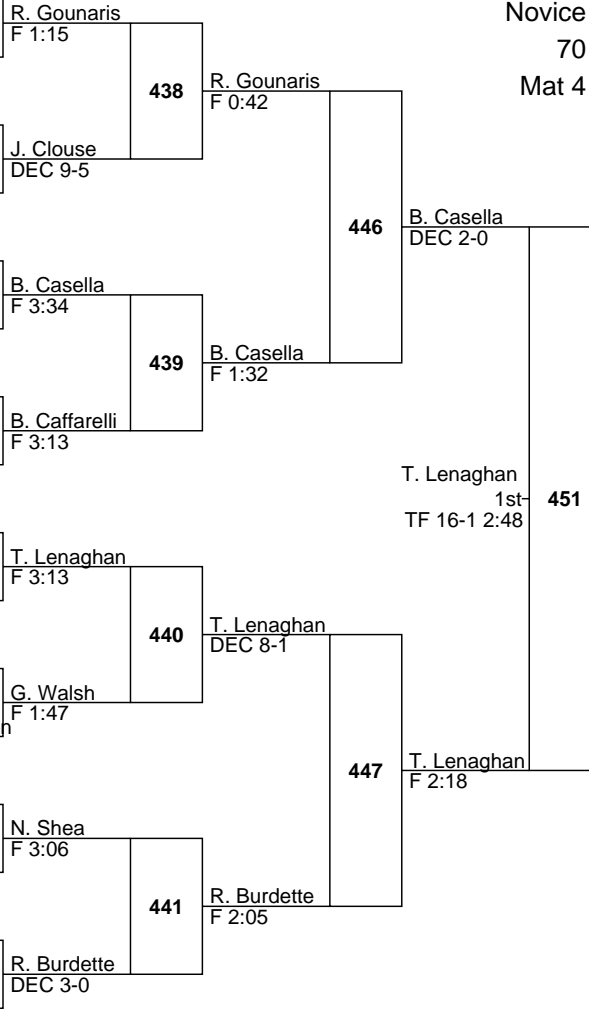 Novice
70
Mat 4
R. Gounaris
F 1:15
438
R. Gounaris
F 0:42
J. Clouse
DEC 9-5
446
B. Casella
DEC 2-0
B. Casella
F 3:34
439
B. Casella
F 1:32
B. Caffarelli
F 3:13
T. Lenaghan
1st
TF 16-1 2:48
451
T. Lenaghan
F 3:13
440
T. Lenaghan
DEC 8-1
G. Walsh
F 1:47
n
447
T. Lenaghan
F 2:18
N. Shea
F 3:06
441
R. Burdette
F 2:05
R. Burdette
DEC 3-0